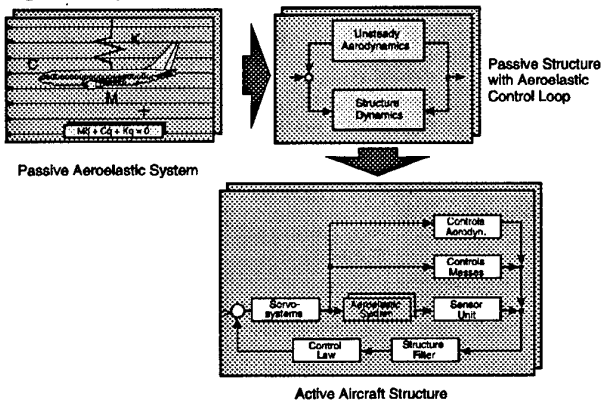 K
C
M
Mq̈ + Cq̇ + Kq = 0
Passive Aeroelastic System
Unsteady
Aerodynamics
Structure
Dynamics
Passive Structure
with Aeroelastic
Control Loop
Controls
Aerodyn.
Controls
Masses
Servo-
systems
Aeroelastic
System
Sensor
Unit
Control
Law
Structure
Filter
Active Aircraft Structure